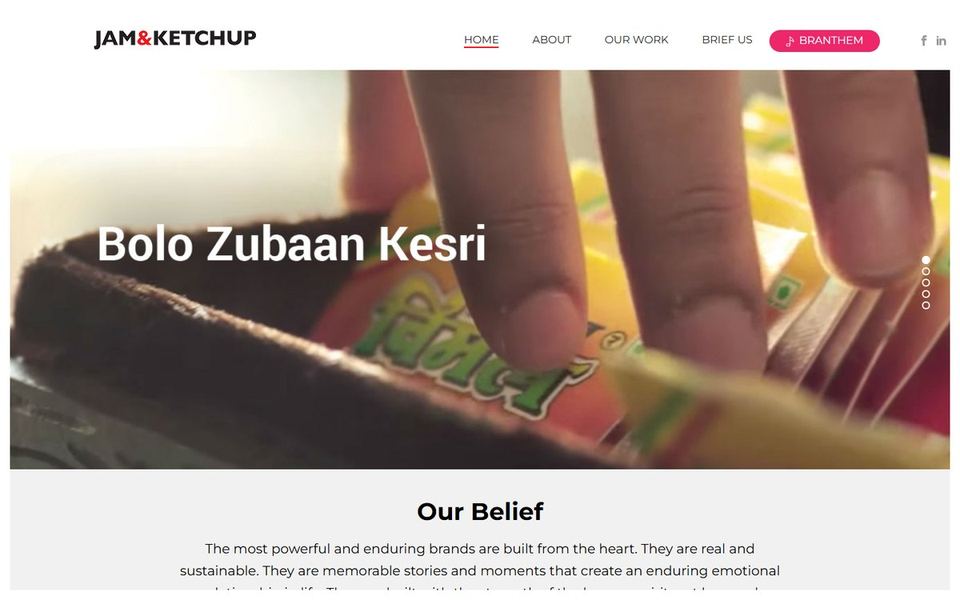 JAM&KETCHUP
HOME ABOUT OUR WORK BRIEF US BRANTHEM
Bolo Zubaan Kesri
विमल
Our Belief
The most powerful and enduring brands are built from the heart. They are real and
sustainable. They are memorable stories and moments that create an enduring emotional